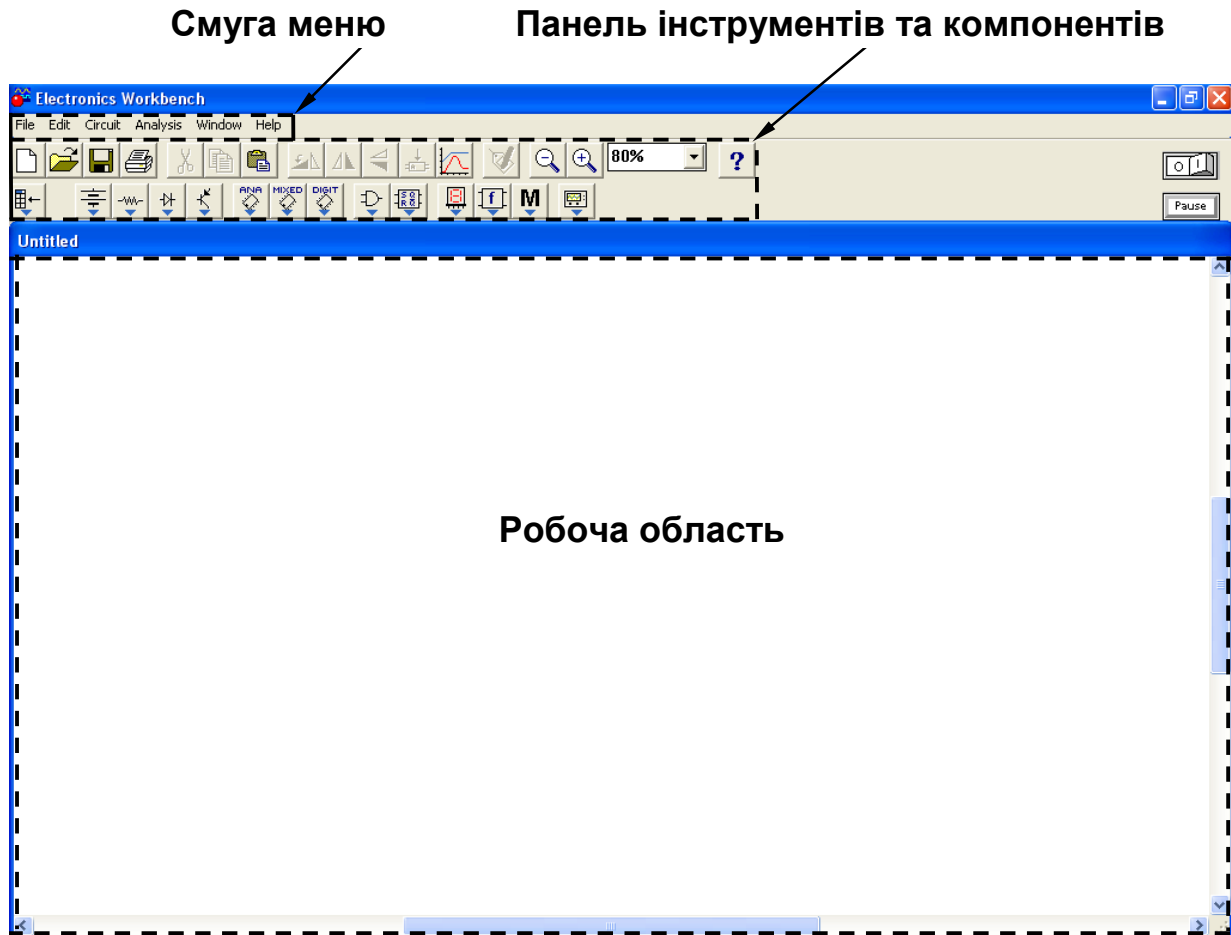 Смуга меню Панель інструментів та компонентів
Electronics Workbench
File Edit Circuit Analysis Window Help
80% ?
ANA MIXED DIGIT S Q R Q f M
Pause
Untitled
Робоча область